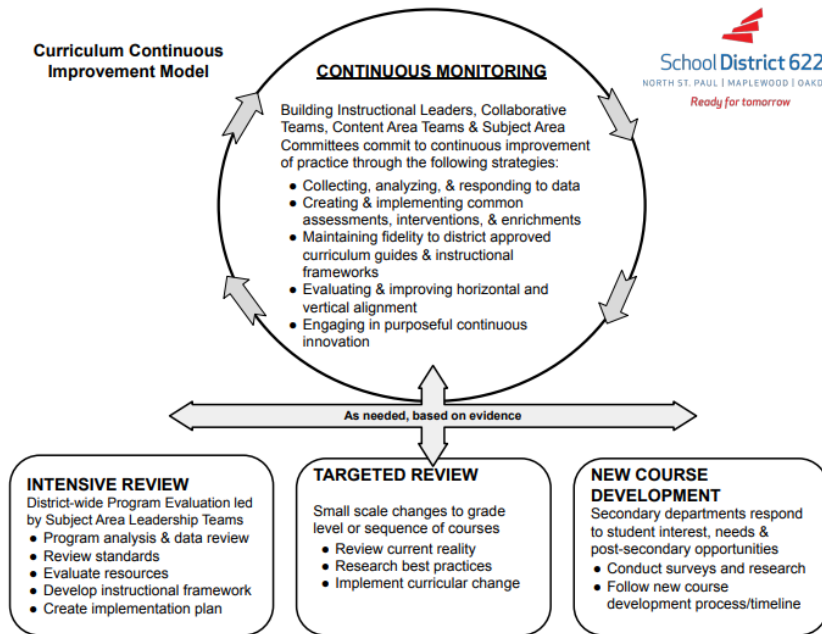 Curriculum Continuous
Improvement Model
School District 622
NORTH ST. PAUL | MAPLEWOOD | OAKD
Ready for tomorrow
CONTINUOUS MONITORING
Building Instructional Leaders, Collaborative
Teams, Content Area Teams & Subject Area
Committees commit to continuous improvement
of practice through the following strategies:
● Collecting, analyzing, & responding to data
● Creating & implementing common
assessments, interventions, & enrichments
● Maintaining fidelity to district approved
curriculum guides & instructional
frameworks
● Evaluating & improving horizontal and
vertical alignment
● Engaging in purposeful continuous
innovation
As needed, based on evidence
INTENSIVE REVIEW
District-wide Program Evaluation led
by Subject Area Leadership Teams
● Program analysis & data review
● Review standards
● Evaluate resources
● Develop instructional framework
● Create implementation plan
TARGETED REVIEW
Small scale changes to grade
level or sequence of courses
● Review current reality
● Research best practices
● Implement curricular change
NEW COURSE
DEVELOPMENT
Secondary departments respond
to student interest, needs &
post-secondary opportunities
● Conduct surveys and research
● Follow new course
development process/timeline